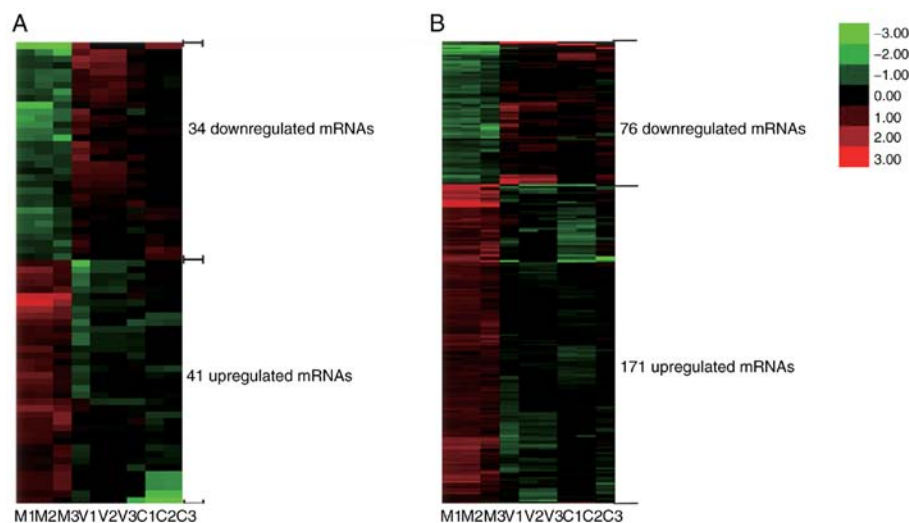 A
34 downregulated mRNAs
41 upregulated mRNAs
M1M2M3V1V2V3C1C2C3
B
76 downregulated mRNAs
171 upregulated mRNAs
M1M2M3V1V2V3C1C2C3
-3.00
-2.00
-1.00
0.00
1.00
2.00
3.00